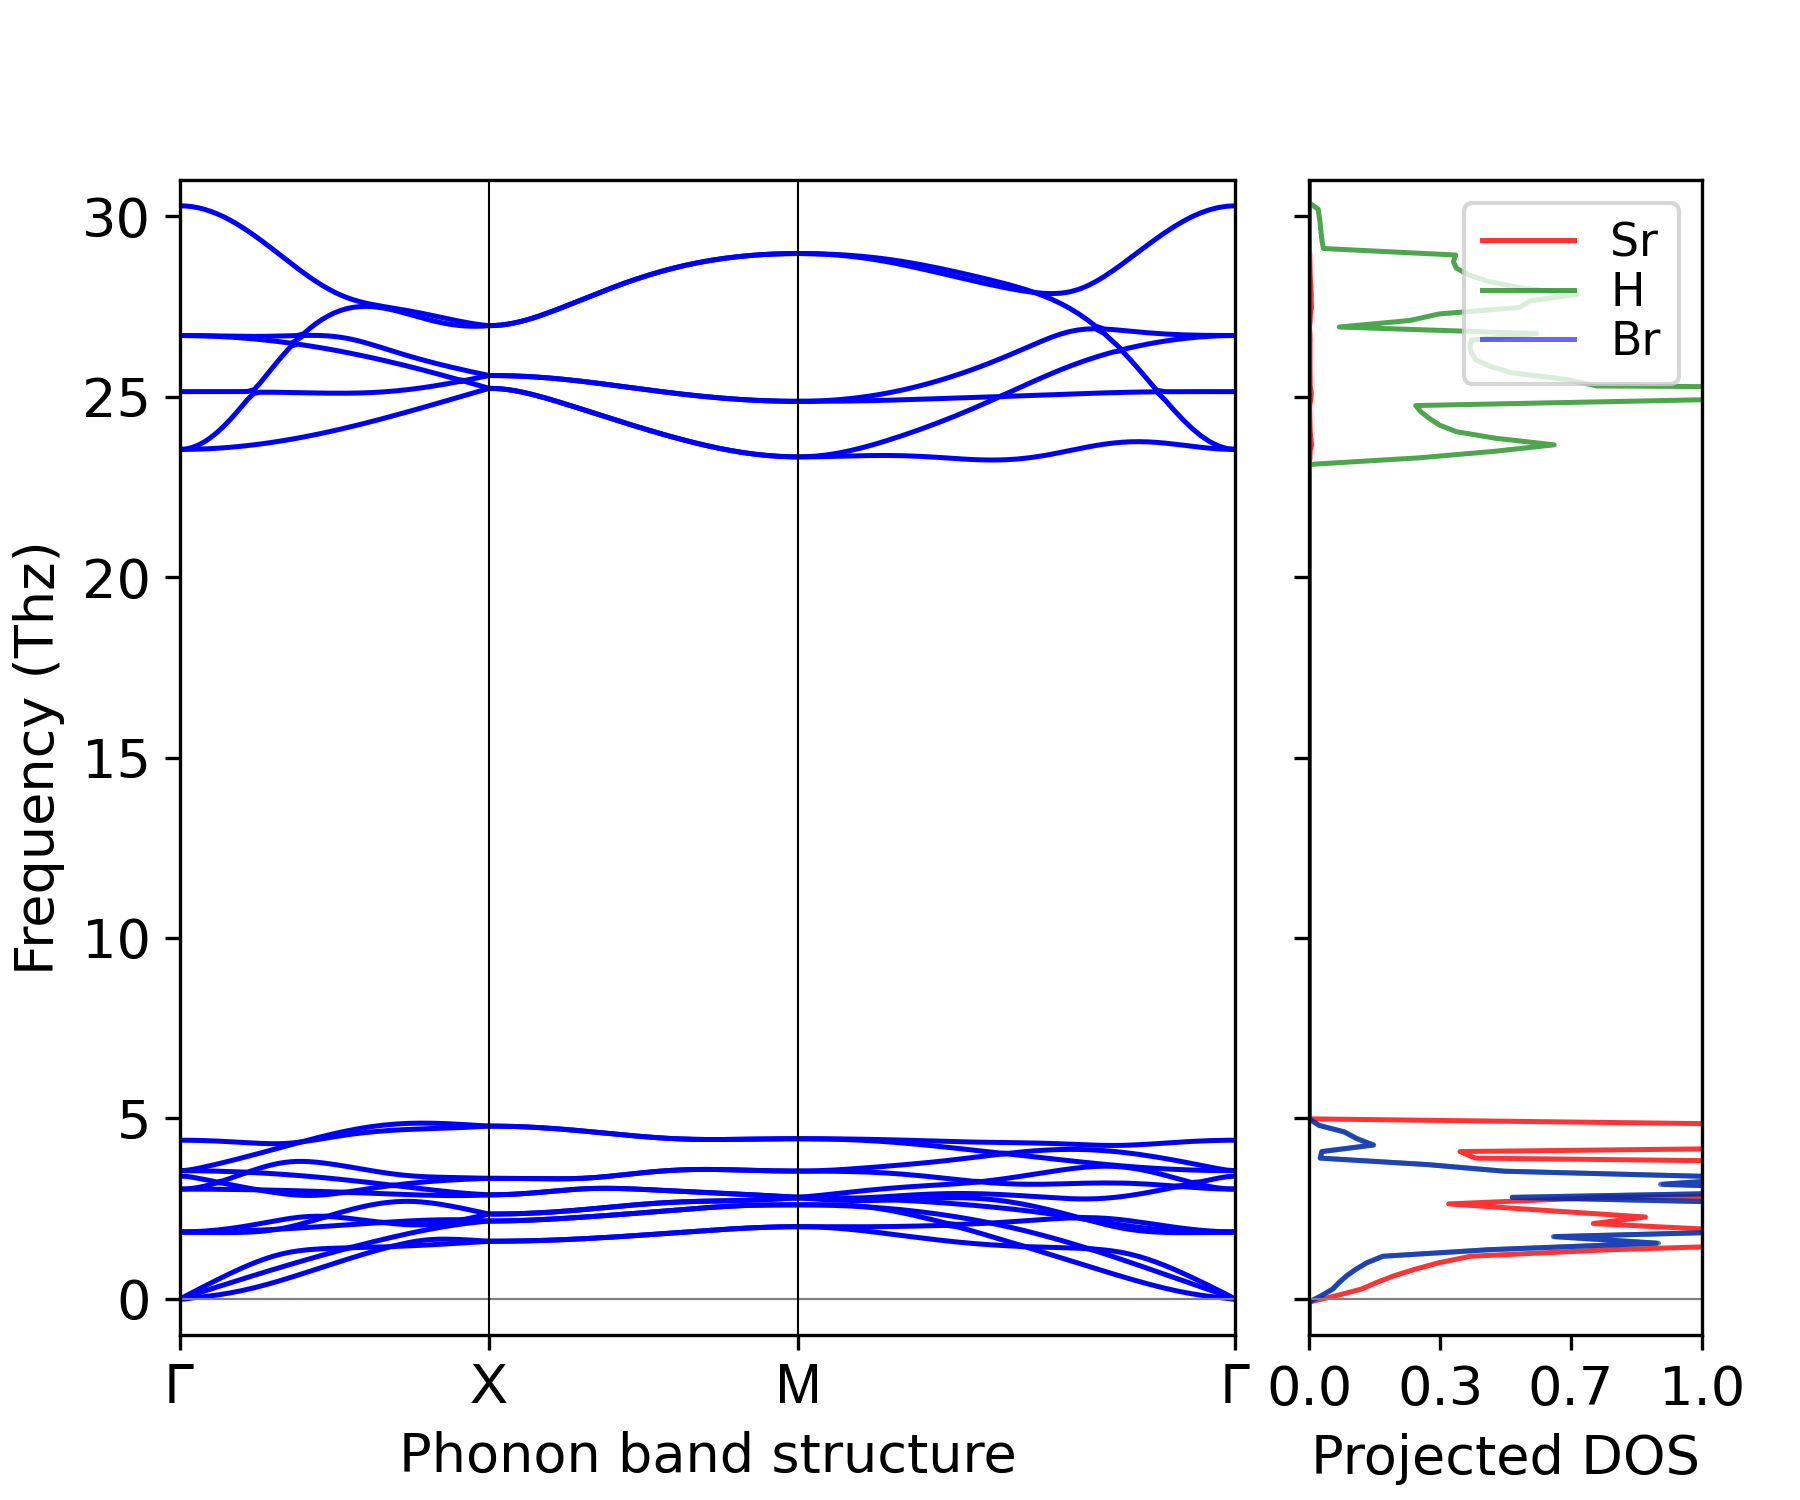 30
25
20
15
10
5
0
Frequency (Thz)
Γ X M Γ
Phonon band structure
Sr
H
Br
0.0 0.3 0.7 1.0
Projected DOS